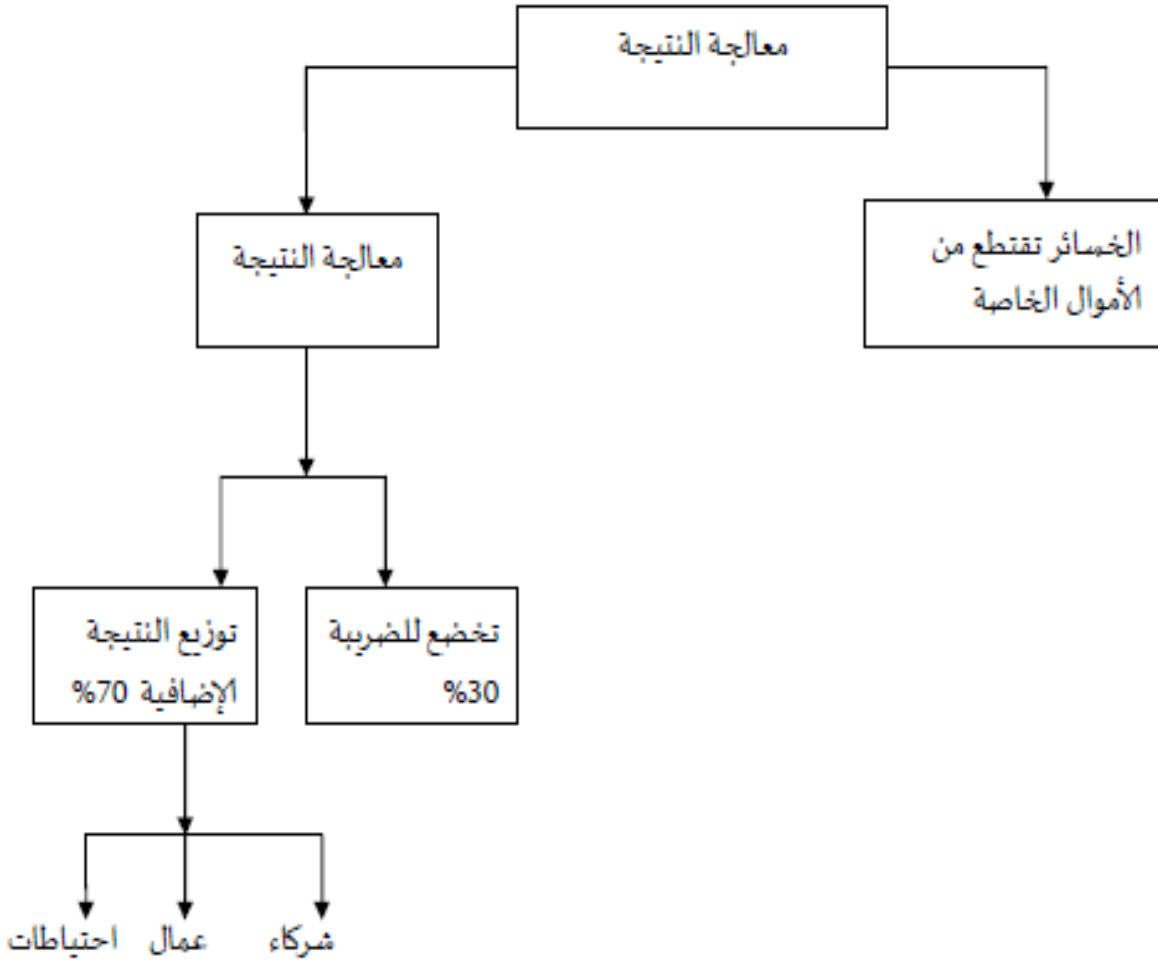 معالجة النتيجة
الخسائر تقتطع من
الأموال الخاصة
معالجة النتيجة
تخضع للضريبة
%30
توزيع النتيجة
الإضافية 70%
شركاء
عمال
احتياطات